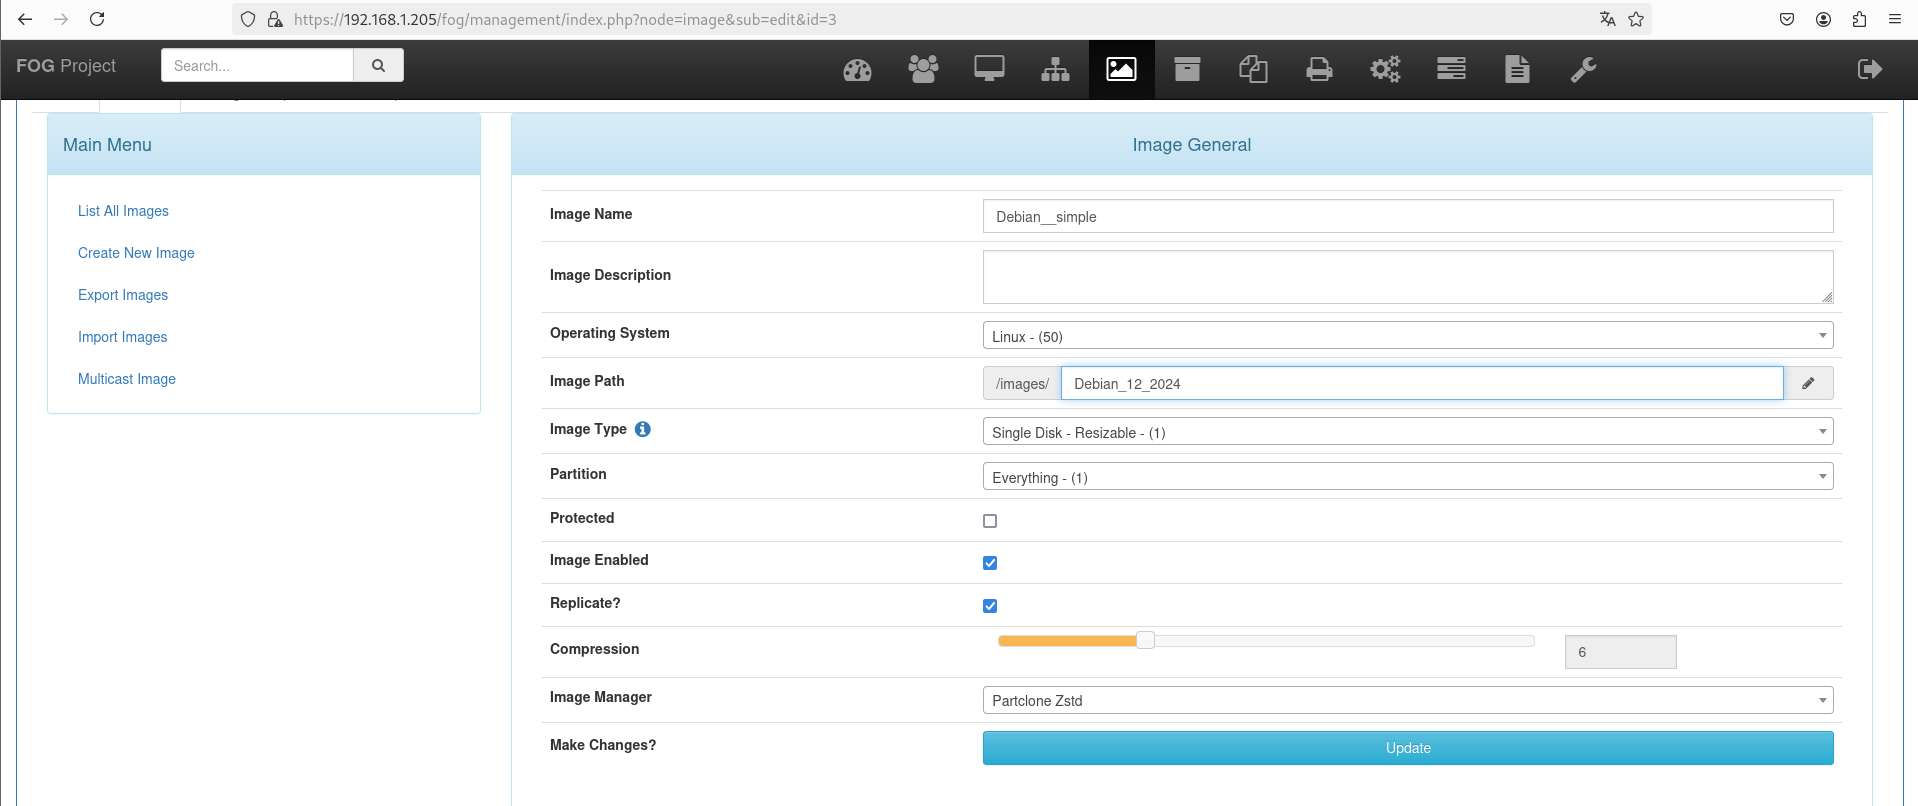 https://192.168.1.205/fog/management/index.php?node=image&sub=edit&id=3
FOG Project
Search...
Main Menu
List All Images
Create New Image
Export Images
Import Images
Multicast Image
Image General
Image Name
Debian__simple
Image Description
Operating System
Linux - (50)
Image Path
/images/
Debian_12_2024
Image Type
Single Disk - Resizable - (1)
Partition
Everything - (1)
Protected
Image Enabled
Replicate?
Compression
6
Image Manager
Partclone Zstd
Make Changes?
Update